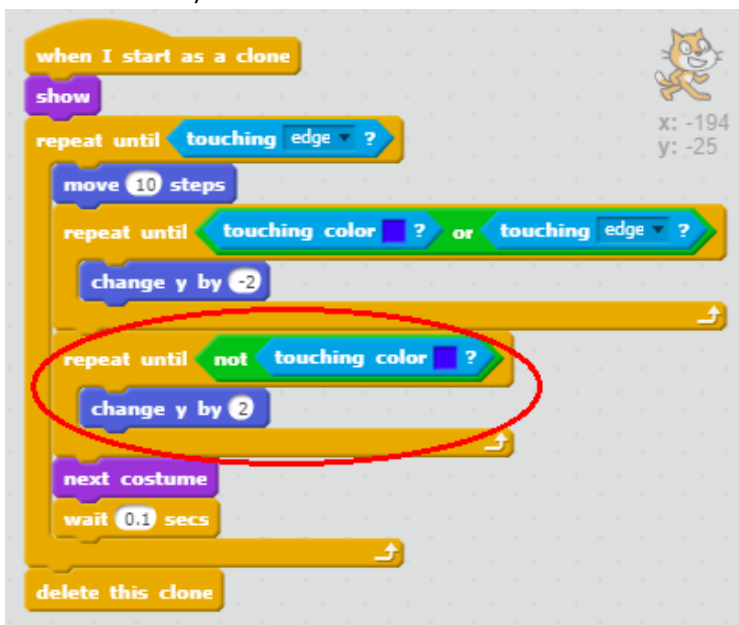 when I start as a clone
show
x: -194
y: -25
repeat until touching edge ?
move 10 steps
repeat until touching color ? or touching edge ?
change y by -2
repeat until not touching color ?
change y by 2
next costume
wait 0.1 secs
delete this clone